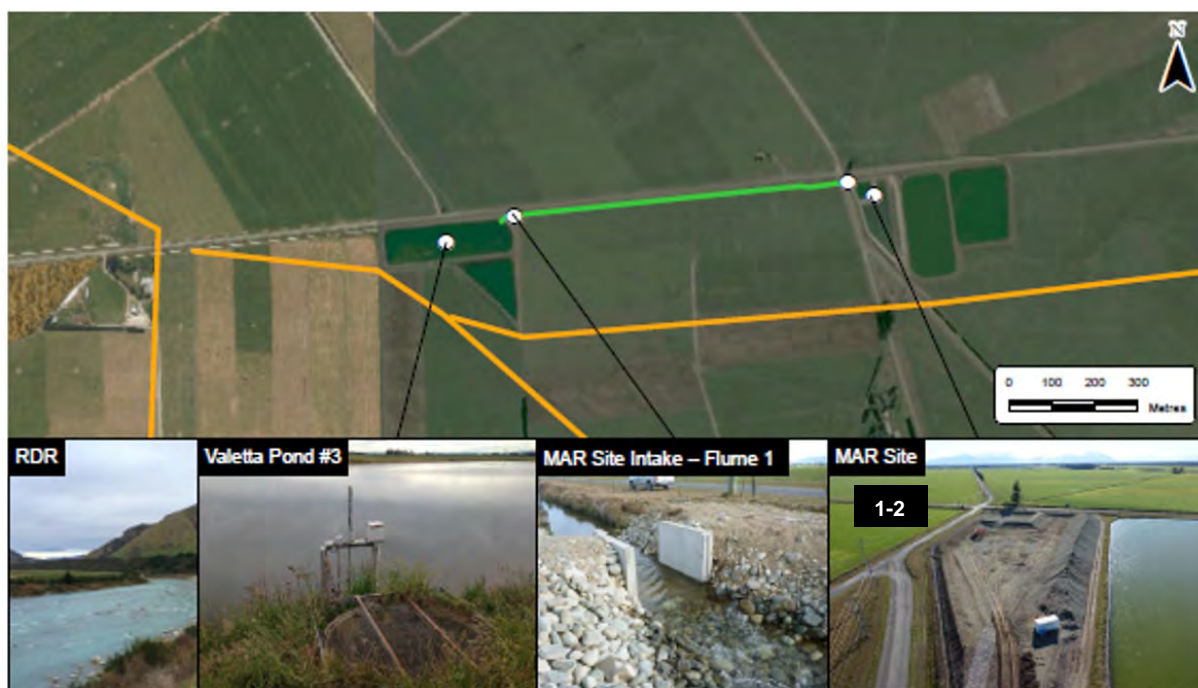 N
0 100 200 300
Metres
RDR
Valetta Pond #3
MAR Site Intake – Flume 1
MAR Site
1-2